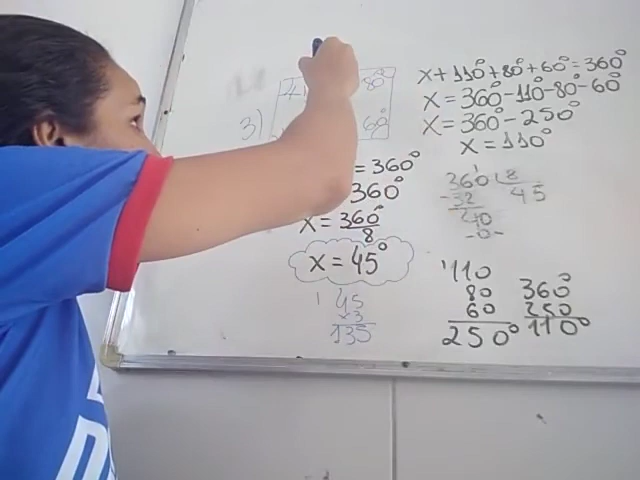 3)
80°
60°
= 360°
360°
x = 360°
8
x = 45°
45
3
135
x + 110° + 80° + 60° = 360°
x = 360° - 110° - 80° - 60°
x = 360° - 250°
x = 110°
360 8
- 32 45
40
- 0 -
110
80
60
250°
360°
250
110°